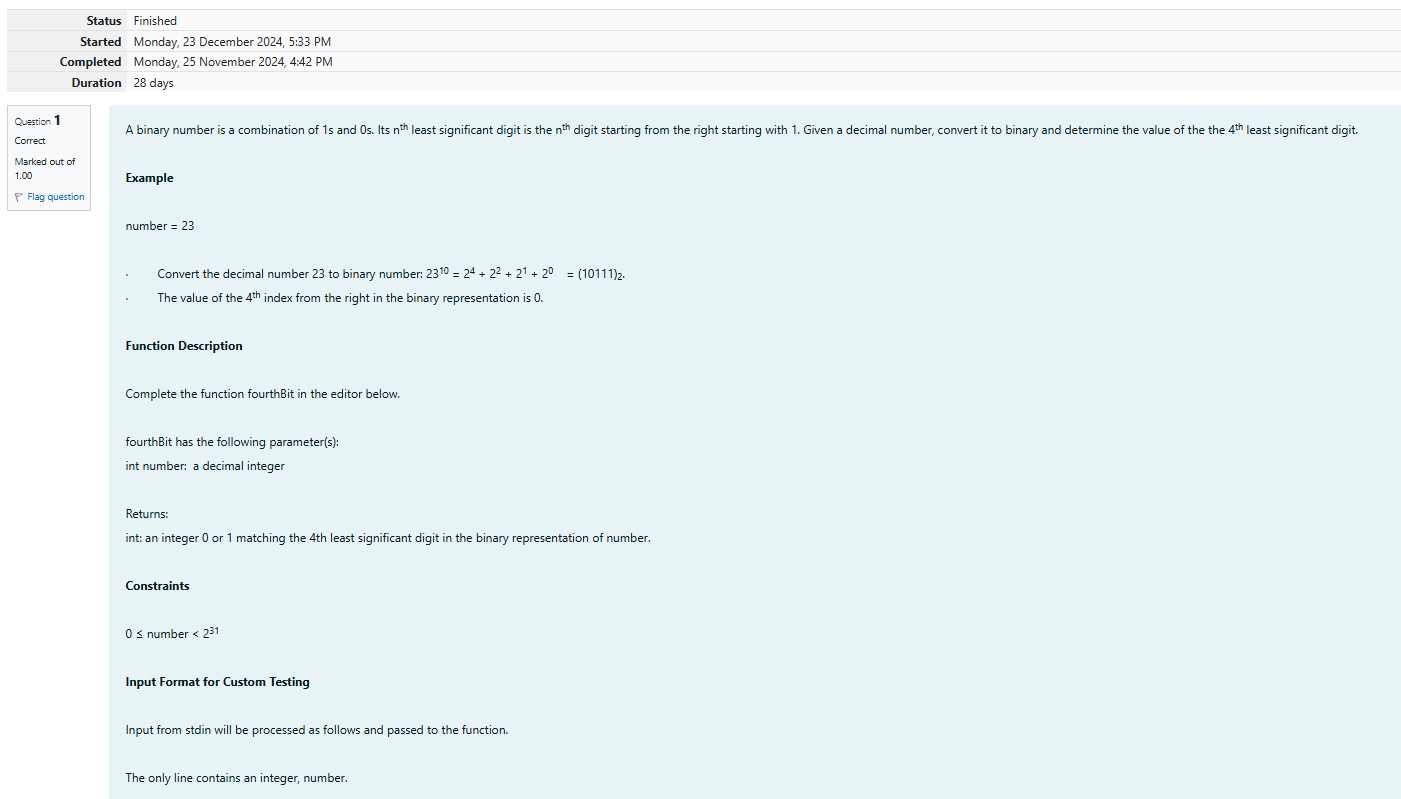 Status Finished
Started Monday, 23 December 2024, 5:33 PM
Completed Monday, 25 November 2024, 4:42 PM
Duration 28 days
Question 1
Correct
Marked out of
1.00
Flag question
A binary number is a combination of 1s and 0s. Its nth least significant digit is the nth digit starting from the right starting with 1. Given a decimal number, convert it to binary and determine the value of the the 4th least significant digit.
Example
number = 23
· Convert the decimal number 23 to binary number: 23¹⁰ = 2⁴ + 2² + 2¹ + 2⁰ = (10111)₂.
· The value of the 4th index from the right in the binary representation is 0.
Function Description
Complete the function fourthBit in the editor below.
fourthBit has the following parameter(s):
int number: a decimal integer
Returns:
int: an integer 0 or 1 matching the 4th least significant digit in the binary representation of number.
Constraints
0 ≤ number < 2³¹
Input Format for Custom Testing
Input from stdin will be processed as follows and passed to the function.
The only line contains an integer, number.